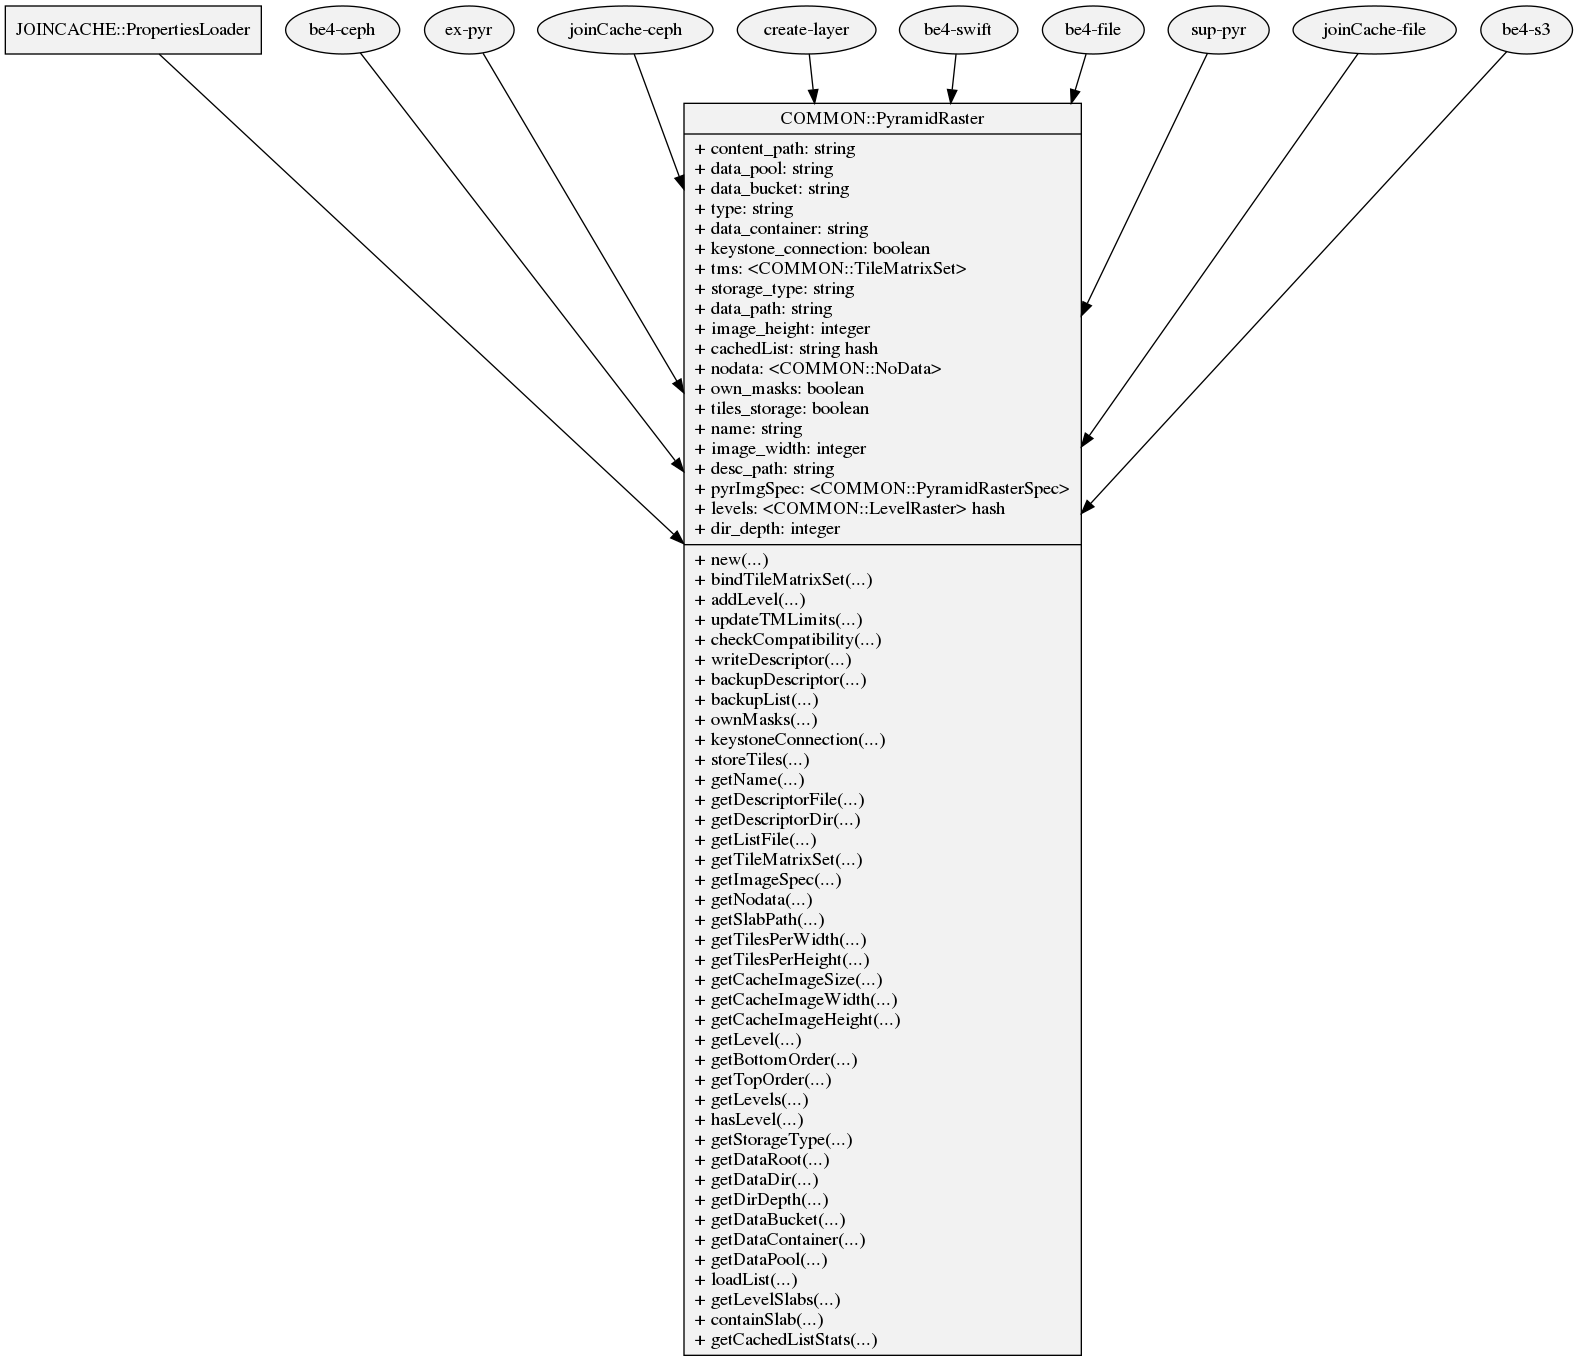 JOINCACHE::PropertiesLoader
be4-ceph
ex-pyr
joinCache-ceph
create-layer
be4-swift
be4-file
sup-pyr
joinCache-file
be4-s3
COMMON::PyramidRaster
+ content_path: string
+ data_pool: string
+ data_bucket: string
+ type: string
+ data_container: string
+ keystone_connection: boolean
+ tms: <COMMON::TileMatrixSet>
+ storage_type: string
+ data_path: string
+ image_height: integer
+ cachedList: string hash
+ nodata: <COMMON::NoData>
+ own_masks: boolean
+ tiles_storage: boolean
+ name: string
+ image_width: integer
+ desc_path: string
+ pyrImgSpec: <COMMON::PyramidRasterSpec>
+ levels: <COMMON::LevelRaster> hash
+ dir_depth: integer
+ new(...)
+ bindTileMatrixSet(...)
+ addLevel(...)
+ updateTMLimits(...)
+ checkCompatibility(...)
+ writeDescriptor(...)
+ backupDescriptor(...)
+ backupList(...)
+ ownMasks(...)
+ keystoneConnection(...)
+ storeTiles(...)
+ getName(...)
+ getDescriptorFile(...)
+ getDescriptorDir(...)
+ getListFile(...)
+ getTileMatrixSet(...)
+ getImageSpec(...)
+ getNodata(...)
+ getSlabPath(...)
+ getTilesPerWidth(...)
+ getTilesPerHeight(...)
+ getCacheImageSize(...)
+ getCacheImageWidth(...)
+ getCacheImageHeight(...)
+ getLevel(...)
+ getBottomOrder(...)
+ getTopOrder(...)
+ getLevels(...)
+ hasLevel(...)
+ getStorageType(...)
+ getDataRoot(...)
+ getDataDir(...)
+ getDirDepth(...)
+ getDataBucket(...)
+ getDataContainer(...)
+ getDataPool(...)
+ loadList(...)
+ getLevelSlabs(...)
+ containSlab(...)
+ getCachedListStats(...)